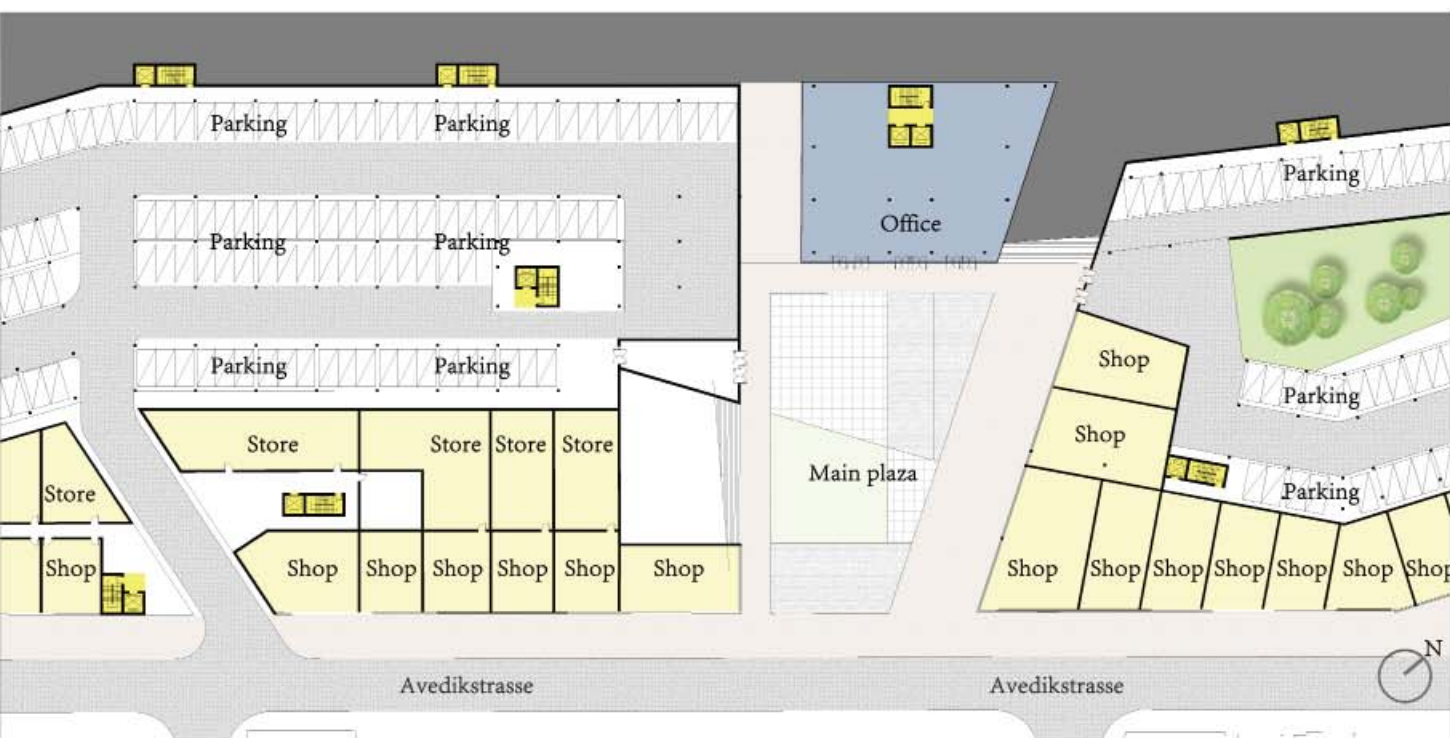 Parking Parking
Parking
Office
Parking Parking
Shop
Parking Parking
Parking
Store Store Store Store
Shop
Main plaza
Store
Parking
Shop Shop Shop Shop Shop Shop Shop
Shop Shop Shop Shop Shop Shop Shop
N
Avedikstrasse Avedikstrasse